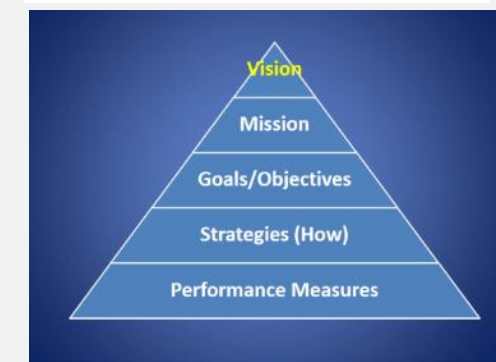 Vision
Mission
Goals/Objectives
Strategies (How)
Performance Measures